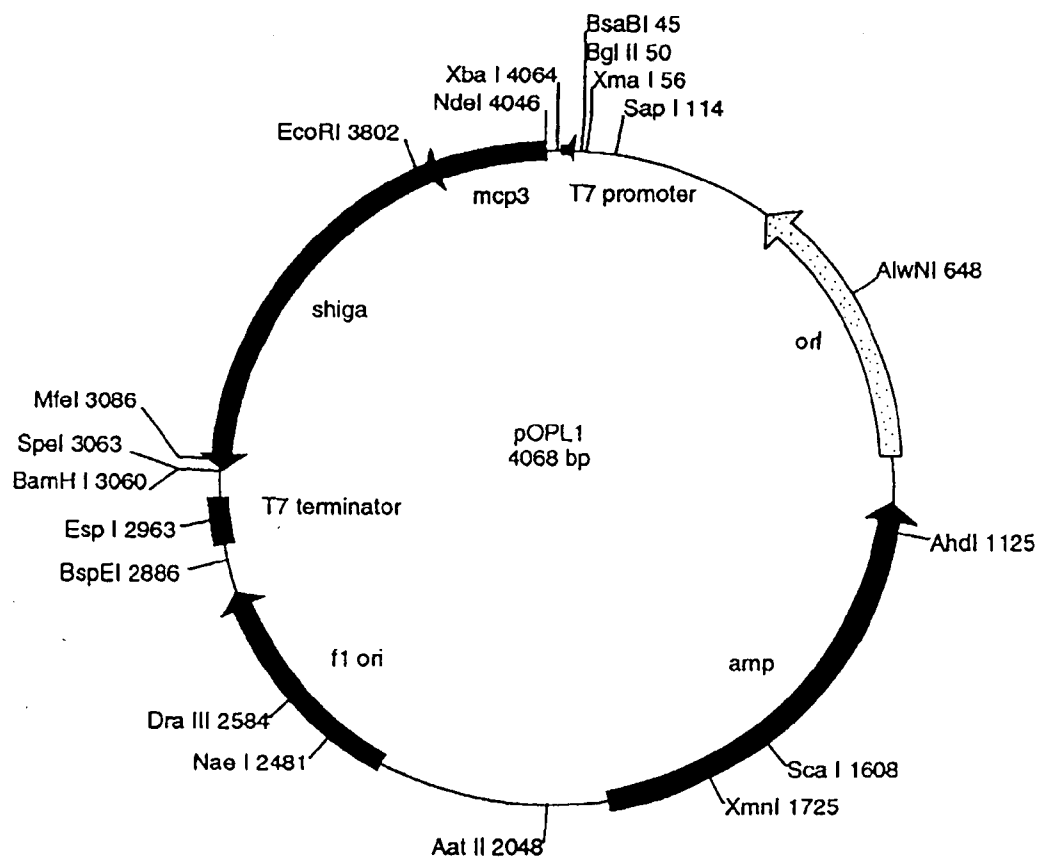 BsaBI 45
Bgl II 50
Xma I 56
Sap I 114
Xba I 4064
NdeI 4046
EcoRI 3802
mcp3
T7 promoter
AlwNI 648
shiga
ori
MfeI 3086
SpeI 3063
BamH I 3060
pOPL1
4068 bp
T7 terminator
Esp I 2963
BspEI 2886
AhdI 1125
f1 ori
amp
Dra III 2584
Nae I 2481
Sca I 1608
XmnI 1725
Aat II 2048